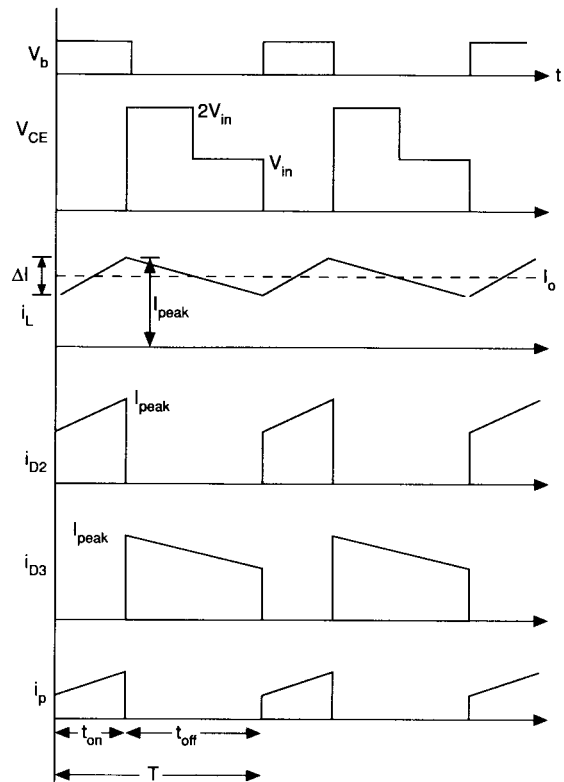 V_b
t
V_CE
2V_in
V_in
ΔI
i_L
I_peak
I_o
I_peak
i_D2
I_peak
i_D3
i_p
t_on
t_off
T